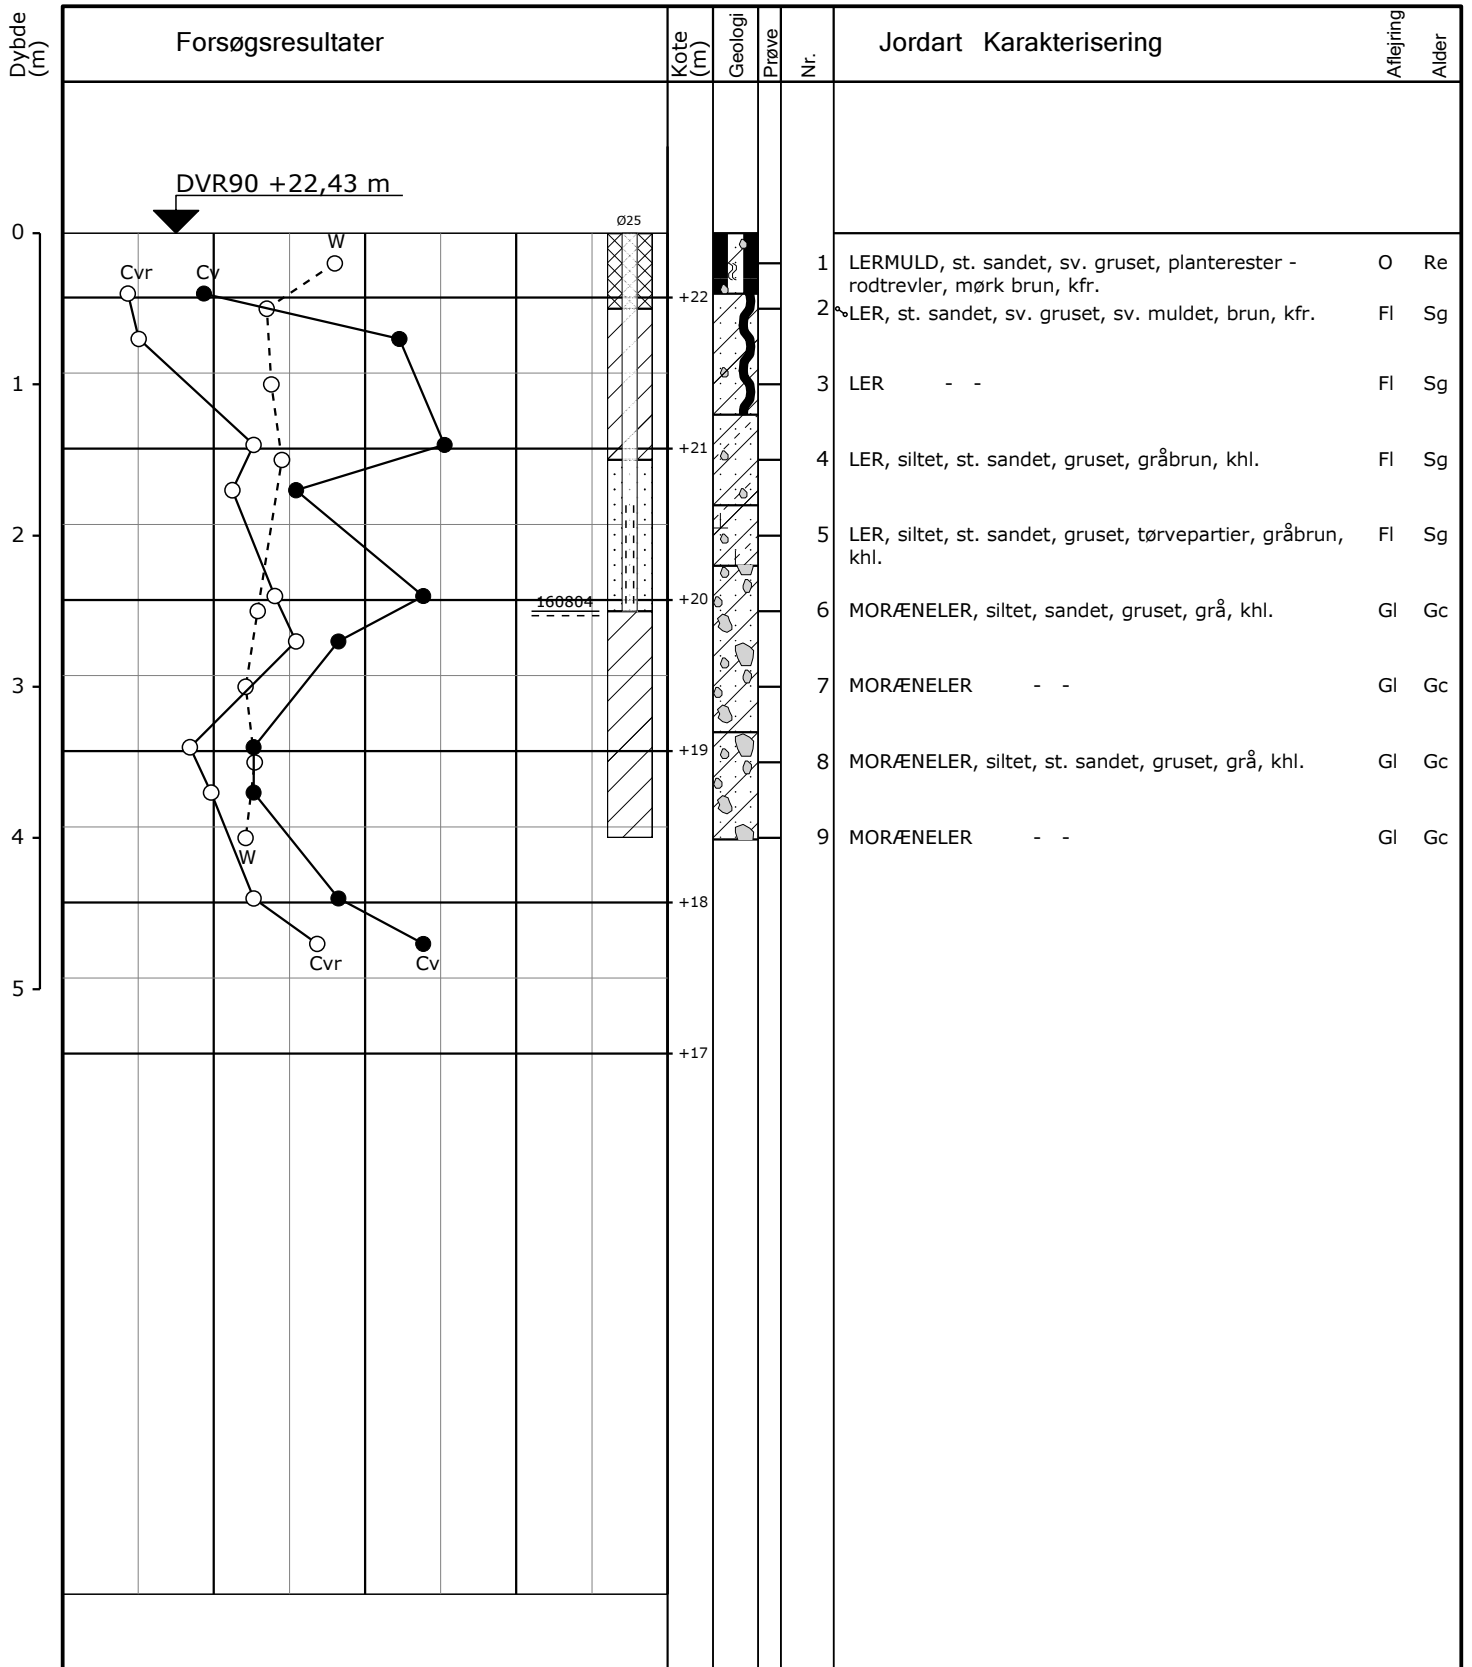 Dybde (m)
Forsøgsresultater
Kote (m)
Geologi
Prøve
Nr.
Jordart Karakterisering
Aflejring
Alder
DVR90 +22,43 m
Ø25
0
W
Cvr Cv
1 LERMULD, st. sandet, sv. gruset, planterester - O Re
rodtrevler, mørk brun, kfr.
+22
2 LER, st. sandet, sv. gruset, sv. muldet, brun, kfr. Fl Sg
1
3 LER - - Fl Sg
+21
4 LER, siltet, st. sandet, gruset, gråbrun, khl. Fl Sg
2
5 LER, siltet, st. sandet, gruset, tørvepartier, gråbrun, Fl Sg
khl.
160804
+20
6 MORÆNELER, siltet, sandet, gruset, grå, khl. Gl Gc
3
7 MORÆNELER - - Gl Gc
+19
8 MORÆNELER, siltet, st. sandet, gruset, grå, khl. Gl Gc
4
9 MORÆNELER - - Gl Gc
W
+18
Cvr Cv
5
+17